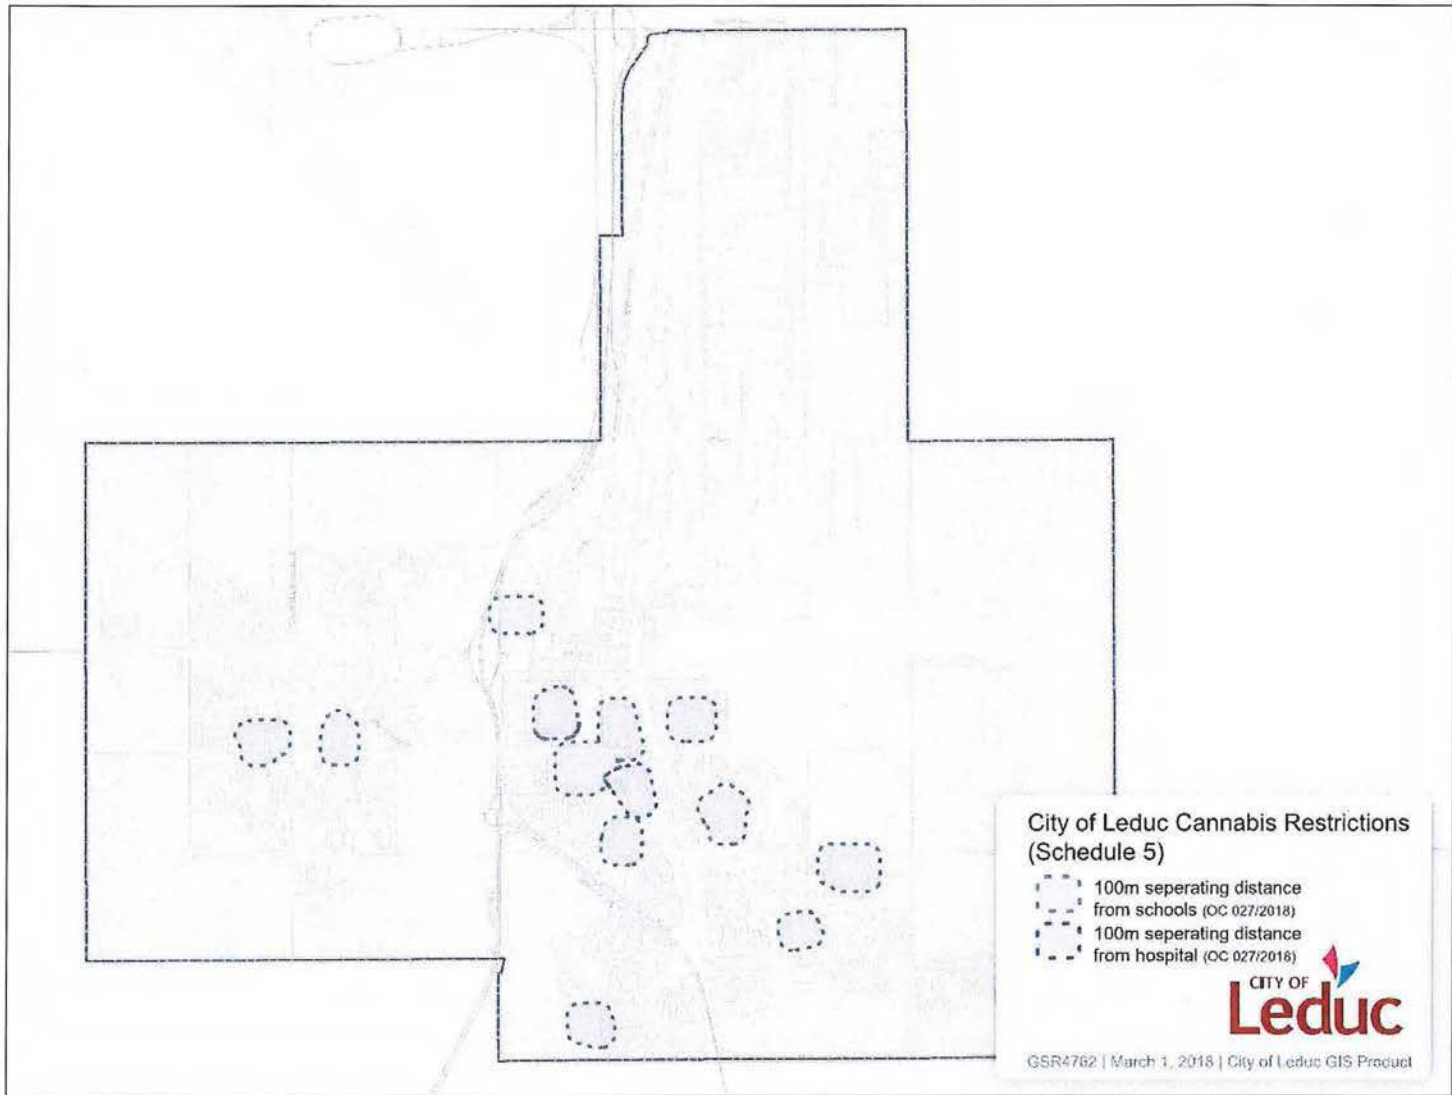 City of Leduc Cannabis Restrictions
(Schedule 5)
100m seperating distance
from schools (OC 027/2018)
100m seperating distance
from hospital (OC 027/2018)
CITY OF
Leduc
GSR4762 | March 1, 2018 | City of Leduc GIS Product